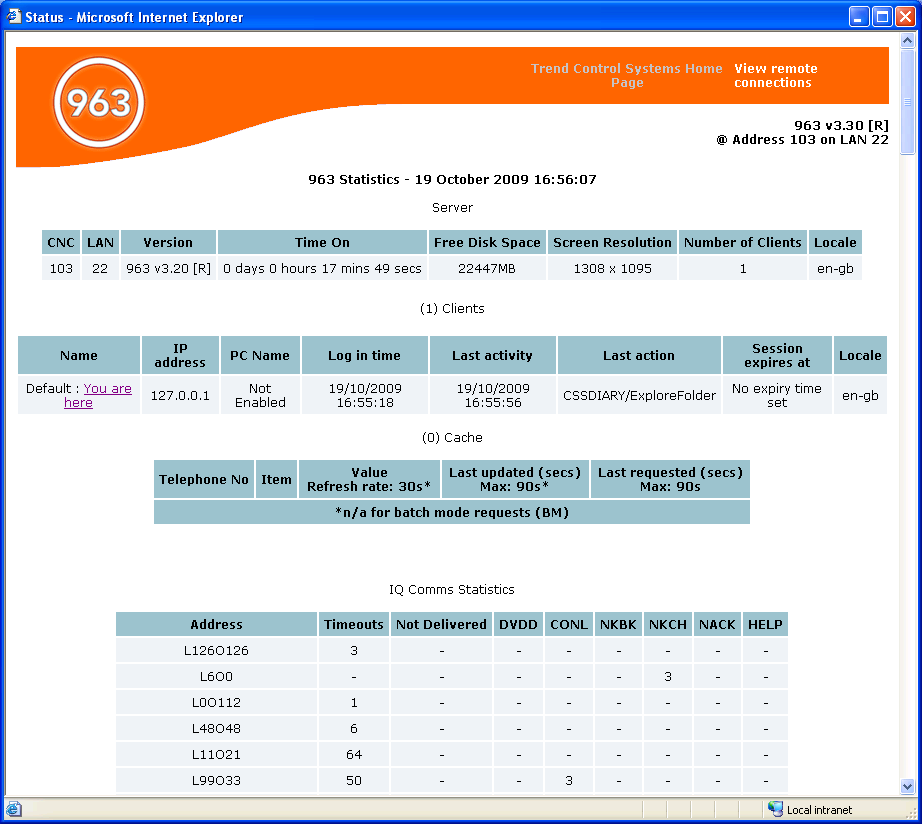 Status - Microsoft Internet Explorer
963
Trend Control Systems Home
Page
View remote
connections
963 v3.30 [R]
@ Address 103 on LAN 22
963 Statistics - 19 October 2009 16:56:07
Server
CNC LAN Version Time On Free Disk Space Screen Resolution Number of Clients Locale
103 22 963 v3.20 [R] 0 days 0 hours 17 mins 49 secs 22447MB 1308 x 1095 1 en-gb
(1) Clients
Name IP address PC Name Log in time Last activity Last action Session expires at Locale
Default : You are here 127.0.0.1 Not Enabled 19/10/2009 16:55:18 19/10/2009 16:55:56 CSSDIARY/ExploreFolder No expiry time set en-gb
(0) Cache
Telephone No Item Value Refresh rate: 30s* Last updated (secs) Max: 90s* Last requested (secs) Max: 90s
*n/a for batch mode requests (BM)
IQ Comms Statistics
Address Timeouts Not Delivered DVDD CONL NKBK NKCH NACK HELP
L126O126 3 - - - - - - -
L6O0 - - - - - 3 - -
L0O112 1 - - - - - - -
L48O48 6 - - - - - - -
L11O21 64 - - - - - - -
L99O33 50 - - 3 - - - -
Local intranet